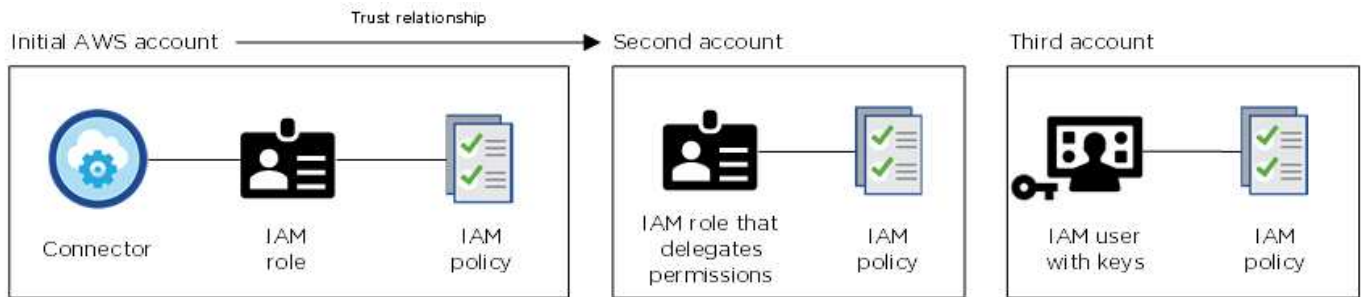 Trust relationship
Initial AWS account
Second account
Third account
Connector
IAM
role
IAM
policy
IAM role that
delegates
permissions
IAM
policy
IAM user
with keys
IAM
policy